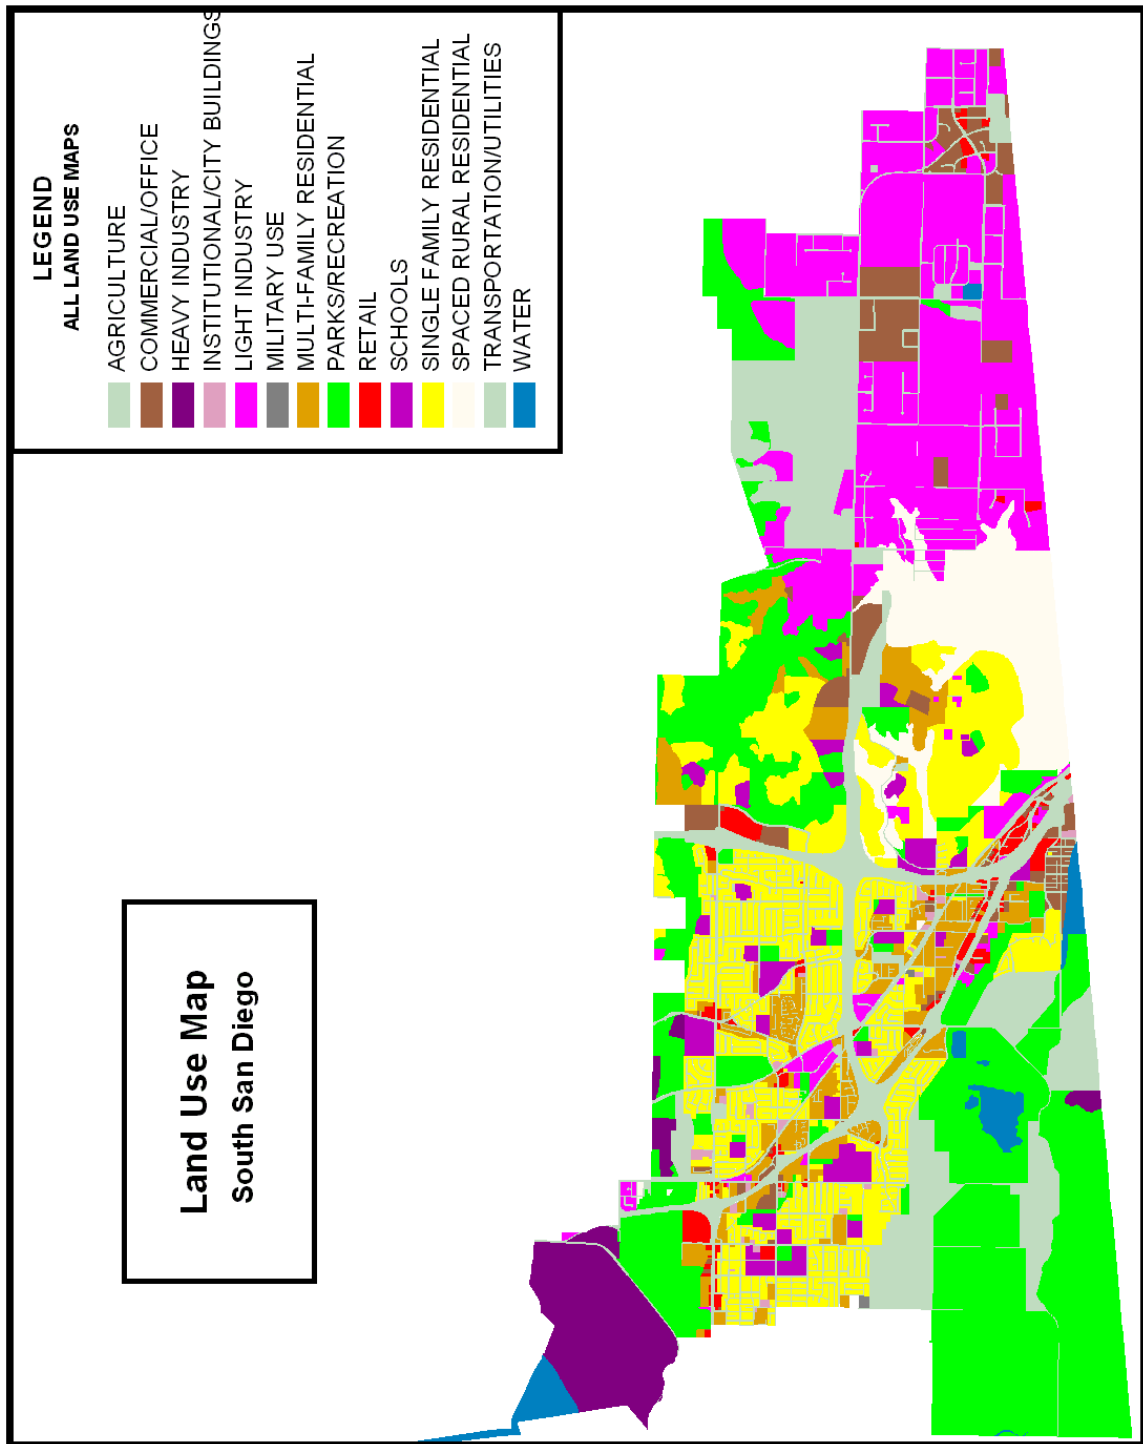 LEGEND
ALL LAND USE MAPS
AGRICULTURE
COMMERCIAL/OFFICE
HEAVY INDUSTRY
INSTITUTIONAL/CITY BUILDINGS
LIGHT INDUSTRY
MILITARY USE
MULTI-FAMILY RESIDENTIAL
PARKS/RECREATION
RETAIL
SCHOOLS
SINGLE FAMILY RESIDENTIAL
SPACED RURAL RESIDENTIAL
TRANSPORTATION/UTILITIES
WATER
Land Use Map
South San Diego